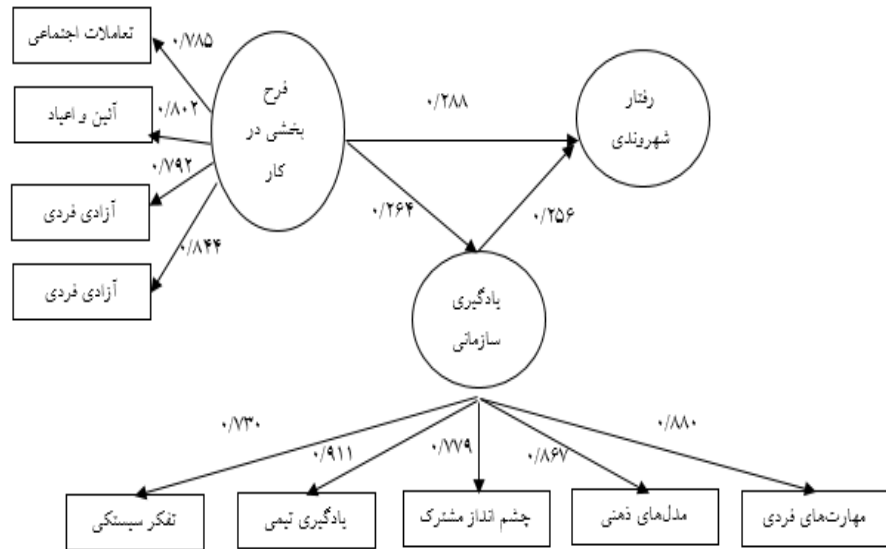 تعاملات اجتماعی
۰/۷۸۵
فرح
بخشی در
کار
آئین و اعیاد
۰/۸۰۲
آزادی فردی
۰/۷۹۲
آزادی فردی
۰/۸۴۴
۰/۲۸۸
رفتار
شهروندی
۰/۲۶۴
۰/۲۵۶
یادگیری
سازمانی
۰/۷۳۰
۰/۹۱۱
۰/۷۷۹
۰/۸۶۷
۰/۸۸۰
مهارت‌های فردی
مدل‌های ذهنی
چشم انداز مشترک
یادگیری تیمی
تفکر سیستکی